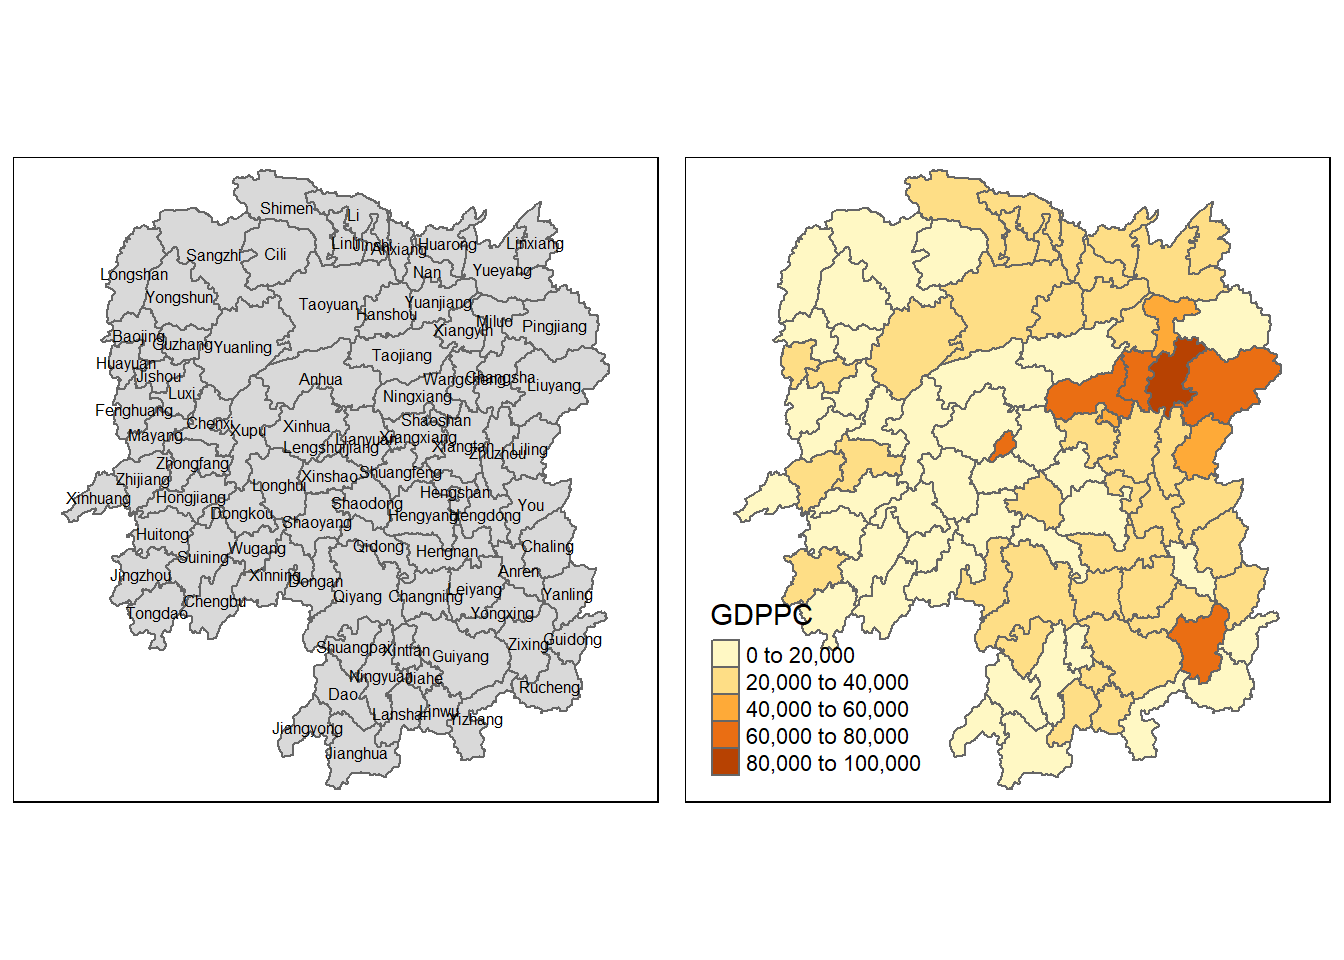 Shimen
Li
Linli
Jinshi
Anxiang
Huarong
Linxiang
Sangzhi
Cili
Yueyang
Longshan
Nan
Yongshun
Taoyuan
Hanshou
Yuanjiang
Miluo
Xiangyin
Pingjiang
Baojing
Guzhang
Yuanling
Taojiang
Huayuan
Jishou
Anhua
Wangcheng
Changsha
Liuyang
Luxi
Ningxiang
Fenghuang
Chenxi
Shaoshan
Mayang
Xupu
Xinhua
Lianyuan
Xiangxiang
Lengshuijiang
Xiangtan
Zhuzhou
Liling
Zhongfang
Zhijiang
Xinshao
Shuangfeng
Longhui
Xinhuang
Hongjiang
Hengshan
Shaodong
You
Dongkou
Shaoyang
Hengyang
Hengdong
Huitong
Wugang
Qidong
Hengnan
Chaling
Suining
Jingzhou
Xinning
Dongan
Anren
Leiyang
Chengbu
Qiyang
Changning
Yanling
Tongdao
Yongxing
Shuangpai
Xintian
Guiyang
Zixing
Guidong
Ningyuan
Jiahe
Dao
Rucheng
Lanshan
Linwu
Yizhang
Jiangyong
Jianghua
GDPPC
0 to 20,000
20,000 to 40,000
40,000 to 60,000
60,000 to 80,000
80,000 to 100,000